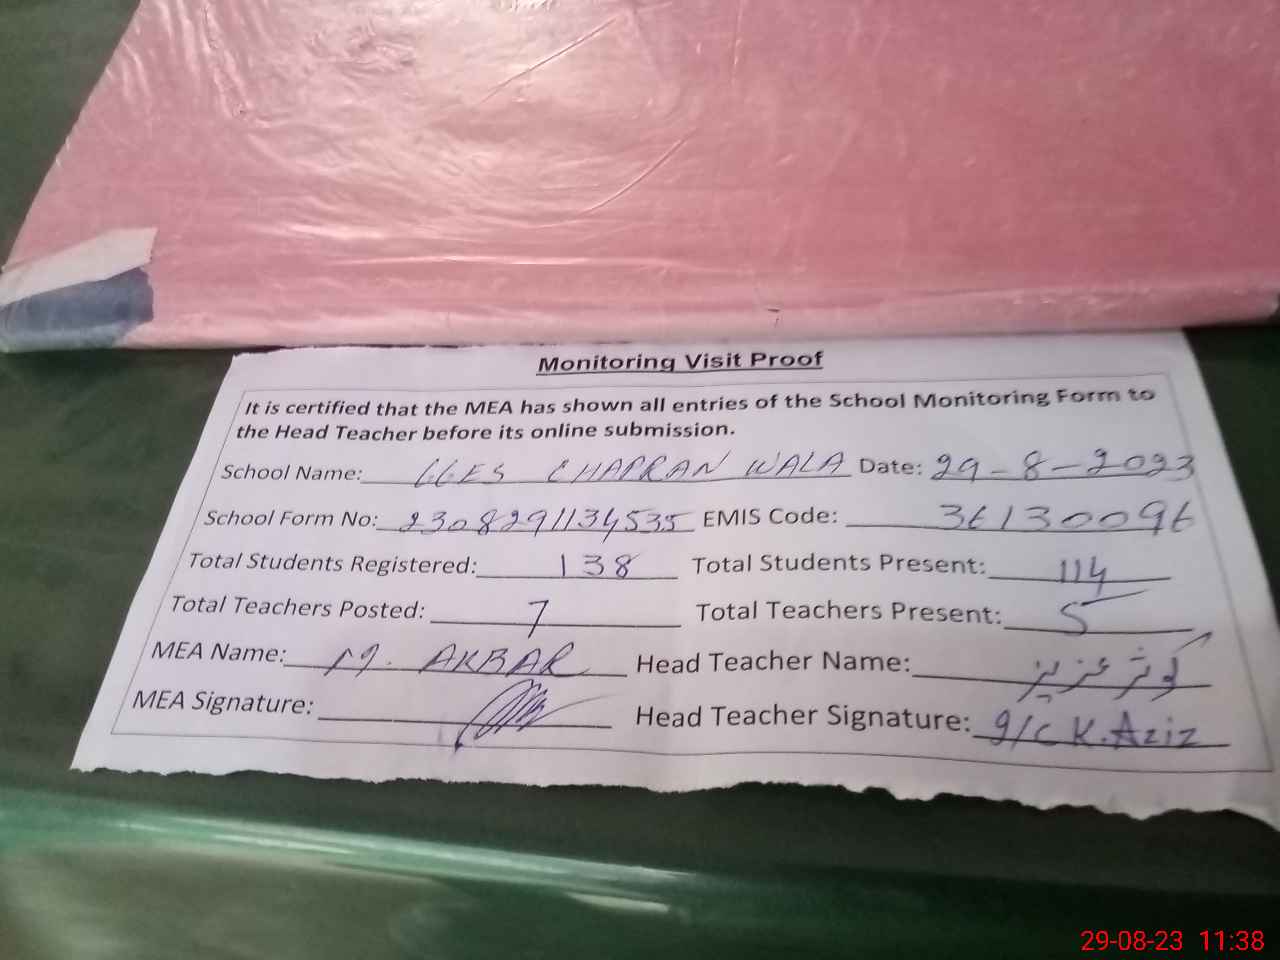 Monitoring Visit Proof
It is certified that the MEA has shown all entries of the School Monitoring Form to
the Head Teacher before its online submission.
School Name: GGES CHAPRAN WALA Date: 29-8-2023
School Form No: 2308291134535 EMIS Code: 36130096
Total Students Registered: 138 Total Students Present: 114
Total Teachers Posted: 7 Total Teachers Present: 5
MEA Name: M. AKBAR Head Teacher Name: کوثر عزیز
MEA Signature: Head Teacher Signature: g/c K.Aziz
29-08-23 11:38